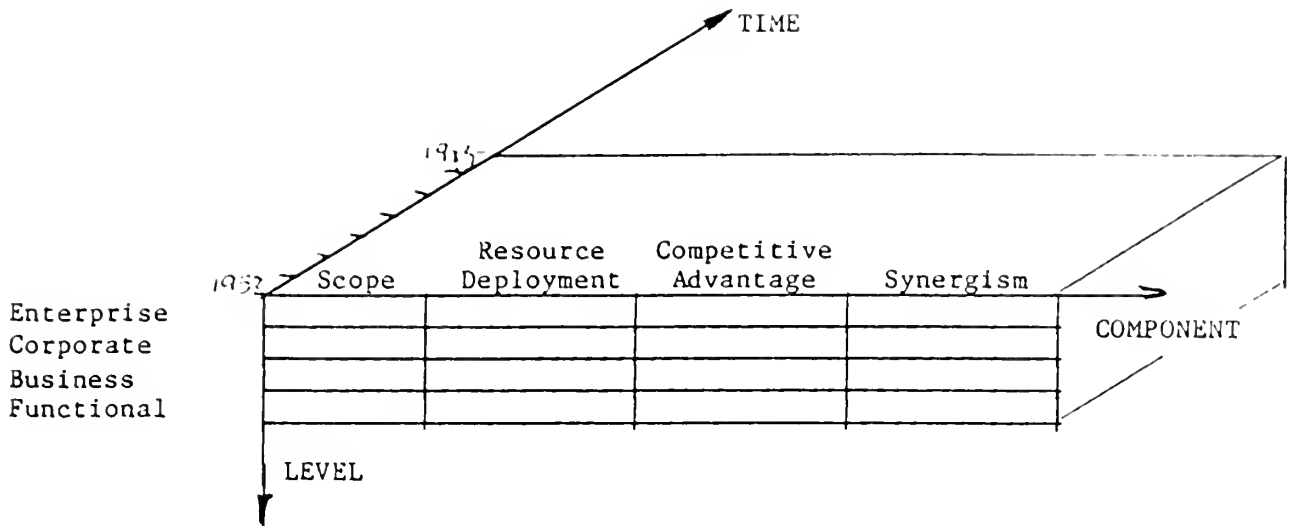 TIME
Resource Competitive
Scope Deployment Advantage Synergism
Enterprise
Corporate
COMPONENT
Business
Functional
LEVEL